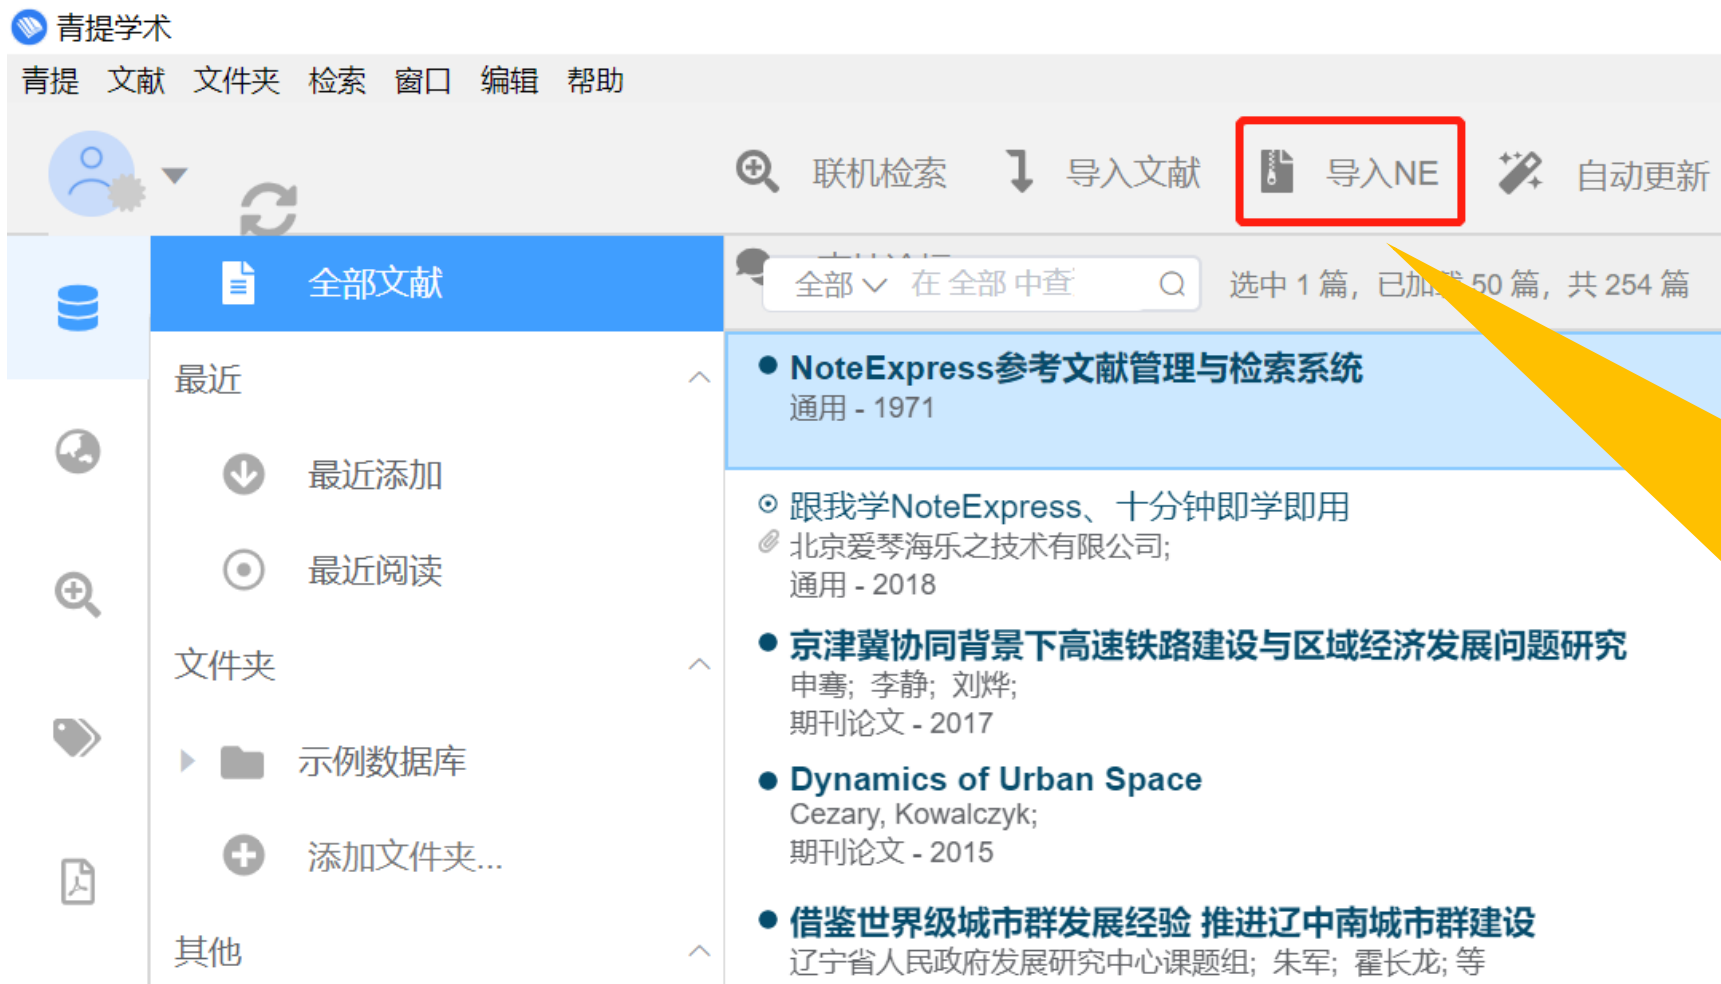 青提学术
青提 文献 文件夹 检索 窗口 编辑 帮助
联机检索 导入文献 导入NE 自动更新
全部文献
全部 在 全部 中查 选中 1 篇，已加载 50 篇，共 254 篇
最近
NoteExpress参考文献管理与检索系统
通用 - 1971
最近添加
跟我学NoteExpress、十分钟即学即用
北京爱琴海乐之技术有限公司;
通用 - 2018
最近阅读
文件夹
京津冀协同背景下高速铁路建设与区域经济发展问题研究
申骞; 李静; 刘烨;
期刊论文 - 2017
示例数据库
Dynamics of Urban Space
Cezary, Kowalczyk;
期刊论文 - 2015
添加文件夹...
其他
借鉴世界级城市群发展经验 推进辽中南城市群建设
辽宁省人民政府发展研究中心课题组; 朱军; 霍长龙; 等